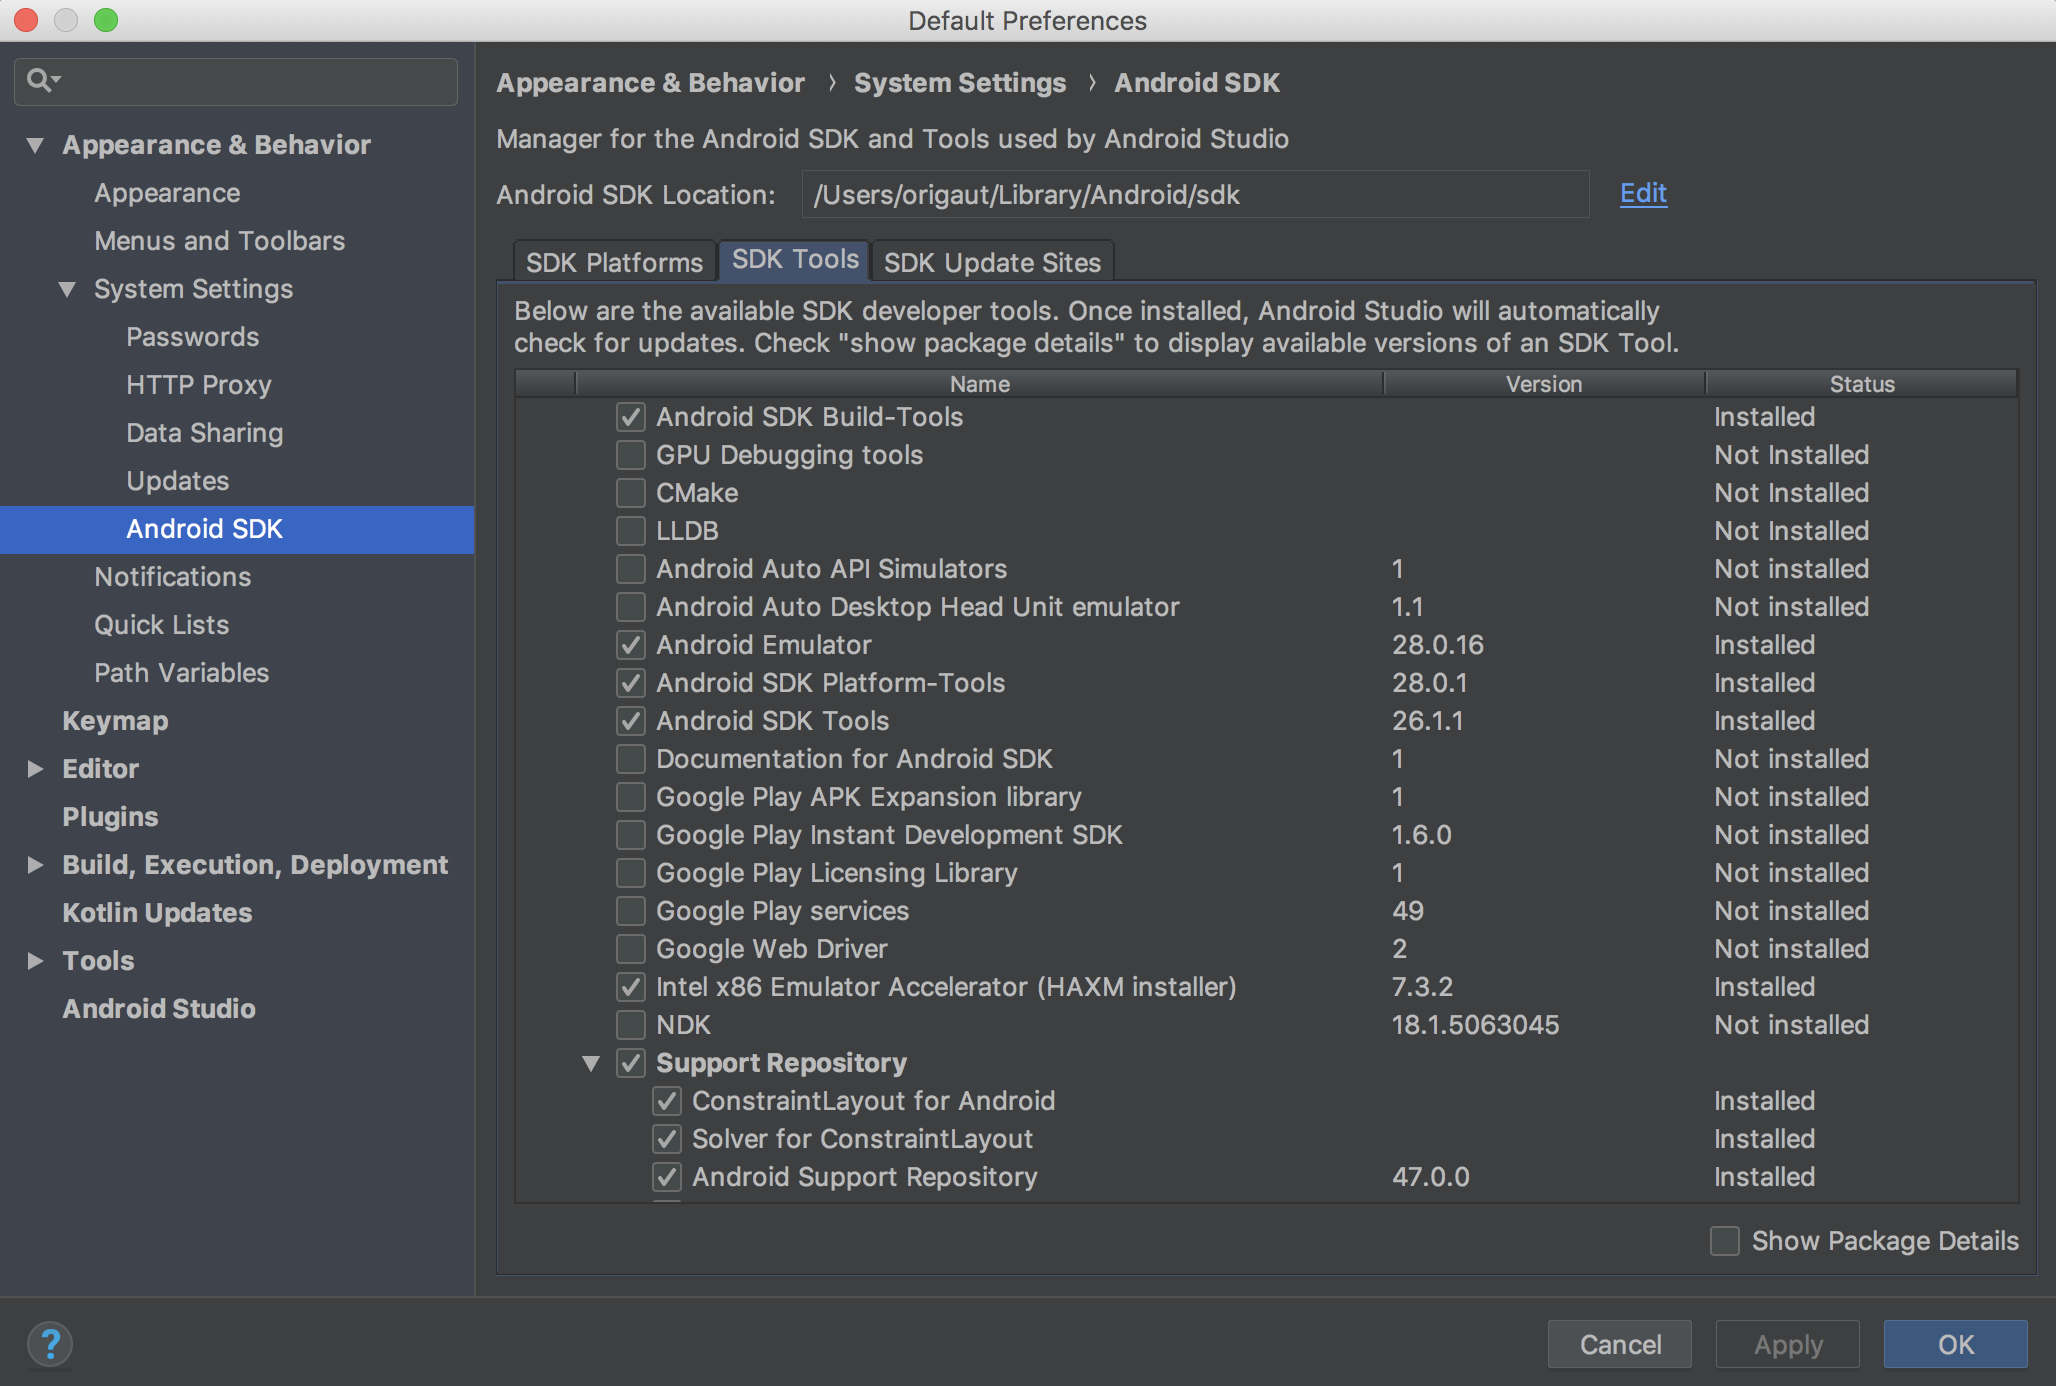 Default Preferences
Appearance & Behavior
Appearance
Menus and Toolbars
System Settings
Passwords
HTTP Proxy
Data Sharing
Updates
Android SDK
Notifications
Quick Lists
Path Variables
Keymap
Editor
Plugins
Build, Execution, Deployment
Kotlin Updates
Tools
Android Studio
Appearance & Behavior › System Settings › Android SDK
Manager for the Android SDK and Tools used by Android Studio
Android SDK Location: /Users/origaut/Library/Android/sdk Edit
SDK Platforms SDK Tools SDK Update Sites
Below are the available SDK developer tools. Once installed, Android Studio will automatically
check for updates. Check "show package details" to display available versions of an SDK Tool.
Name Version Status
Android SDK Build-Tools Installed
GPU Debugging tools Not Installed
CMake Not Installed
LLDB Not Installed
Android Auto API Simulators 1 Not installed
Android Auto Desktop Head Unit emulator 1.1 Not installed
Android Emulator 28.0.16 Installed
Android SDK Platform-Tools 28.0.1 Installed
Android SDK Tools 26.1.1 Installed
Documentation for Android SDK 1 Not installed
Google Play APK Expansion library 1 Not installed
Google Play Instant Development SDK 1.6.0 Not installed
Google Play Licensing Library 1 Not installed
Google Play services 49 Not installed
Google Web Driver 2 Not installed
Intel x86 Emulator Accelerator (HAXM installer) 7.3.2 Installed
NDK 18.1.5063045 Not installed
Support Repository
ConstraintLayout for Android Installed
Solver for ConstraintLayout Installed
Android Support Repository 47.0.0 Installed
Show Package Details
? Cancel Apply OK